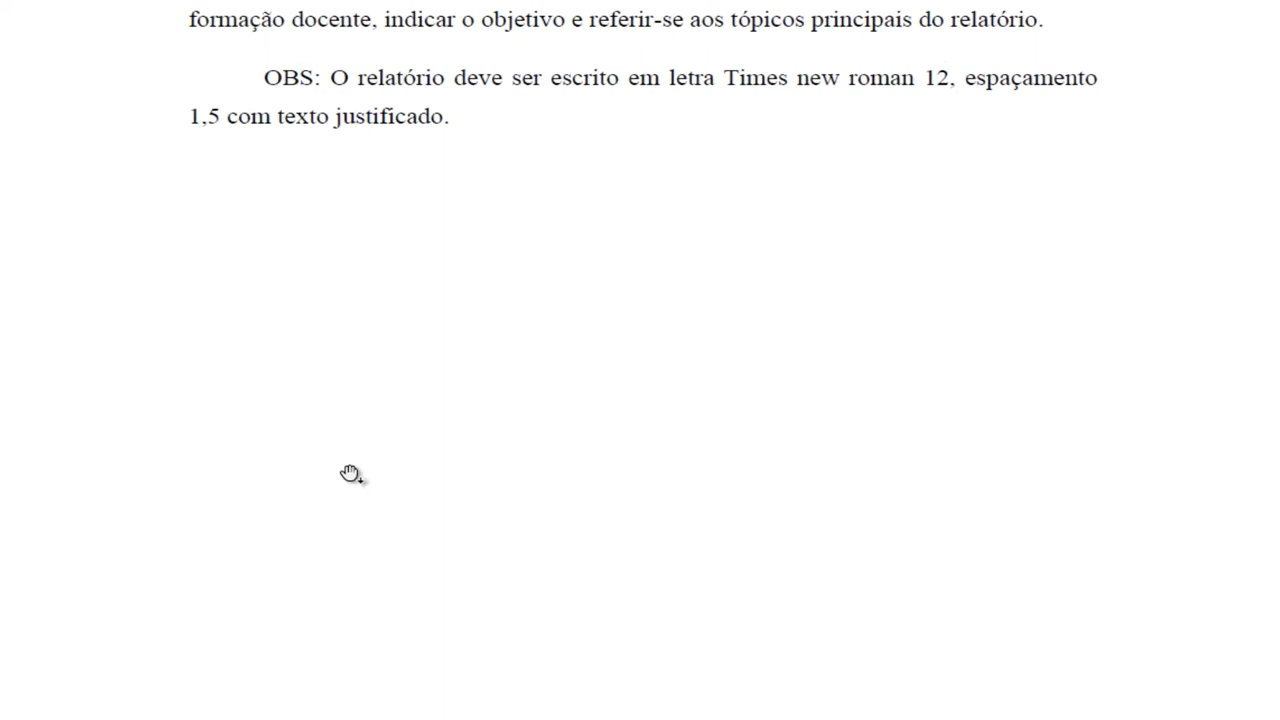 formação docente, indicar o objetivo e referir-se aos tópicos principais do relatório.
OBS: O relatório deve ser escrito em letra Times new roman 12, espaçamento
1,5 com texto justificado.